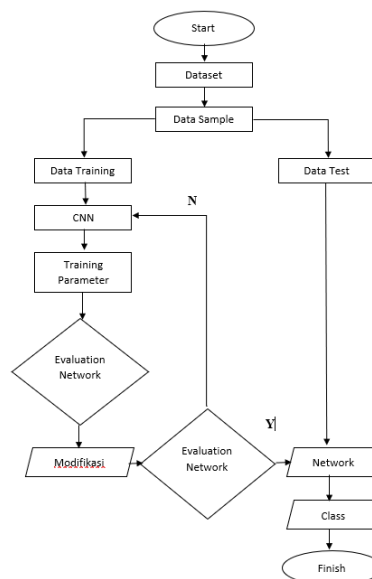 Start
Dataset
Data Sample
Data Training
Data Test
CNN
N
Training
Parameter
Evaluation
Network
Evaluation
Network
Y
Modifikasi
Network
Class
Finish